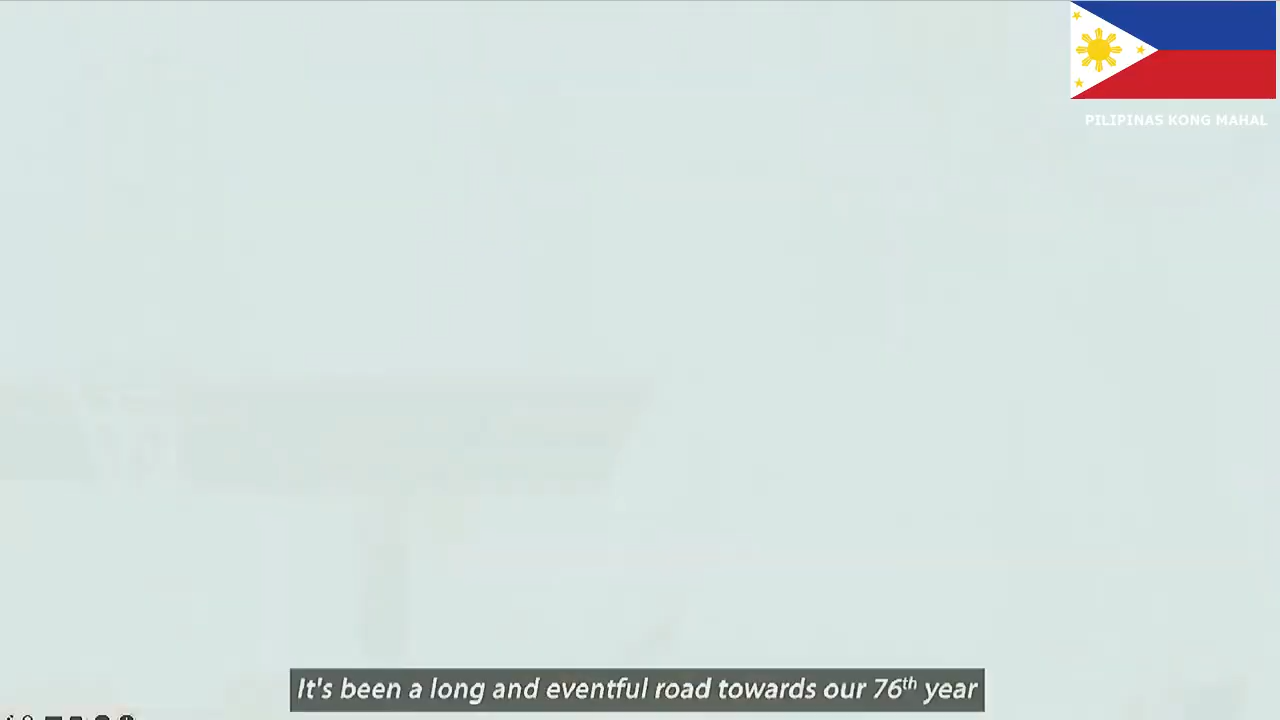 PILIPINAS KONG MAHAL
It's been a long and eventful road towards our 76th year